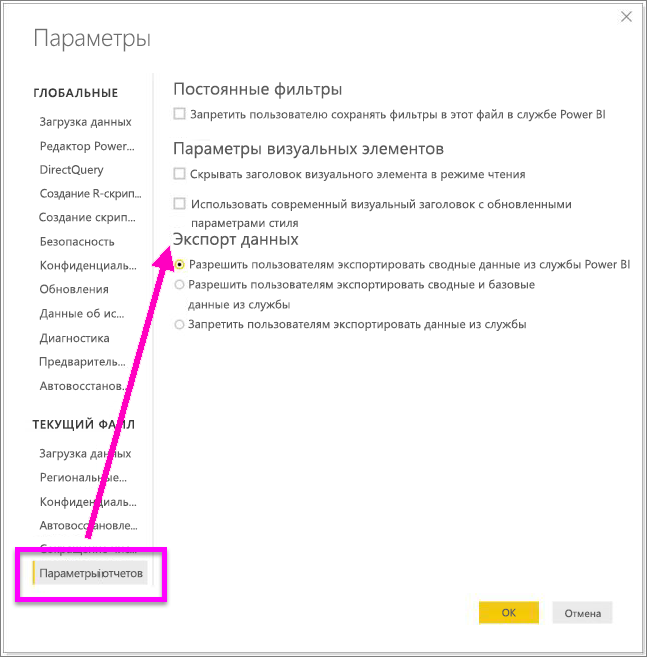 Параметры
ГЛОБАЛЬНЫЕ
Загрузка данных
Редактор Power...
DirectQuery
Создание R-скрип...
Создание скрип...
Безопасность
Конфиденциаль...
Обновления
Данные об ис...
Диагностика
Предваритель...
Автовосстанов...
ТЕКУЩИЙ ФАЙЛ
Загрузка данных
Региональные...
Конфиденциаль...
Автовосстановле...
Параметры отчетов
Постоянные фильтры
Запретить пользователю сохранять фильтры в этот файл в службе Power BI
Параметры визуальных элементов
Скрывать заголовок визуального элемента в режиме чтения
Использовать современный визуальный заголовок с обновленными
параметрами стиля
Экспорт данных
Разрешить пользователям экспортировать сводные данные из службы Power BI
Разрешить пользователям экспортировать сводные и базовые
данные из службы
Запретить пользователям экспортировать данные из службы
ОК
Отмена